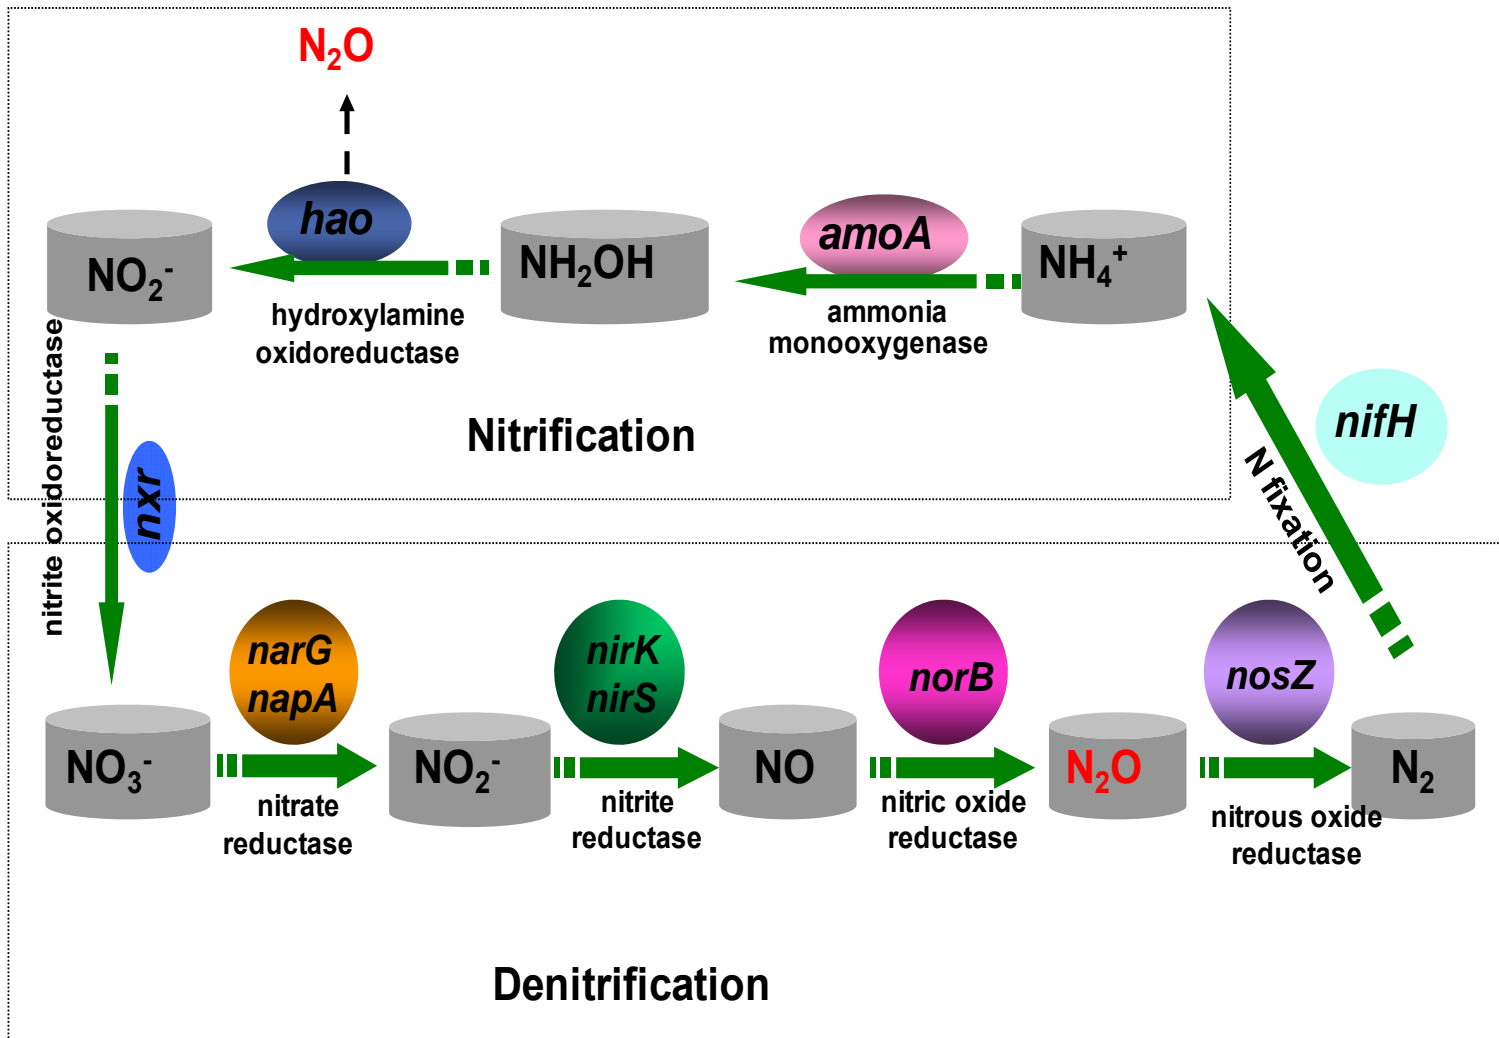 N₂O
hao
amoA
NO₂⁻
NH₂OH
NH₄⁺
hydroxylamine
oxidoreductase
ammonia
monooxygenase
nitrite oxidoreductase
nxr
Nitrification
nifH
N fixation
narG
napA
nirK
nirS
norB
nosZ
NO₃⁻
NO₂⁻
NO
N₂O
N₂
nitrate
reductase
nitrite
reductase
nitric oxide
reductase
nitrous oxide
reductase
Denitrification